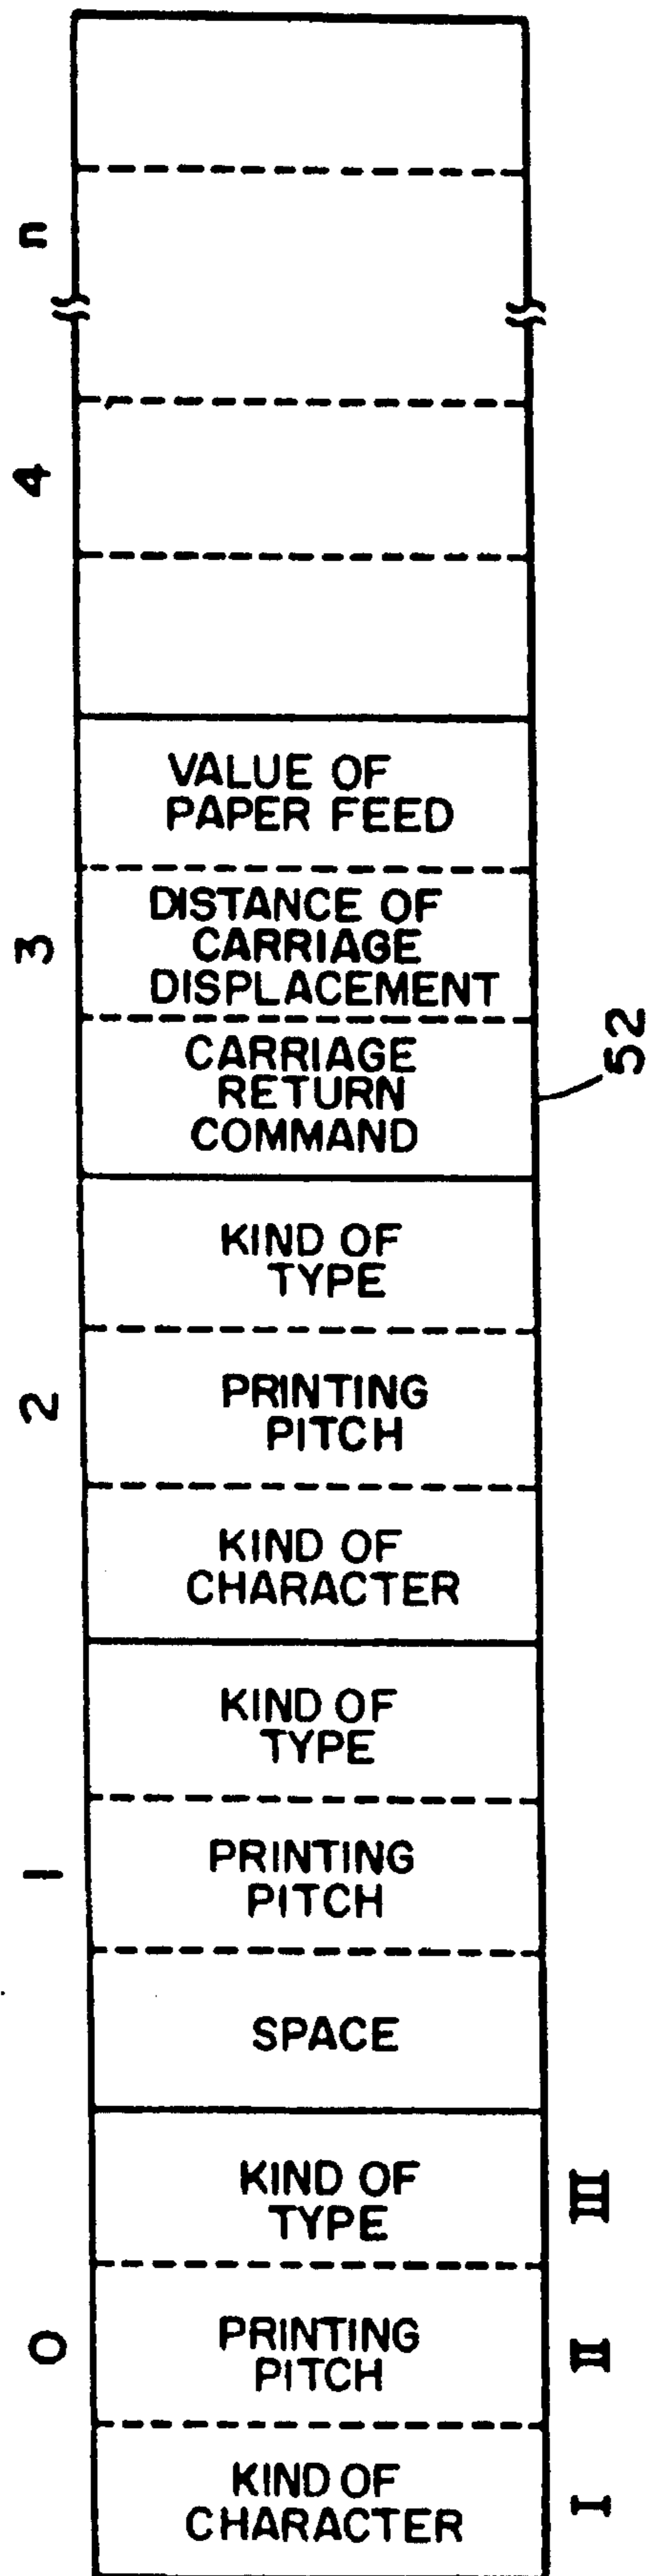 n
4
VALUE OF
PAPER FEED
3
DISTANCE OF
CARRIAGE
DISPLACEMENT
CARRIAGE
RETURN
COMMAND
52
KIND OF
TYPE
2
PRINTING
PITCH
KIND OF
CHARACTER
KIND OF
TYPE
1
PRINTING
PITCH
SPACE
KIND OF
TYPE
III
0
PRINTING
PITCH
II
KIND OF
CHARACTER
I